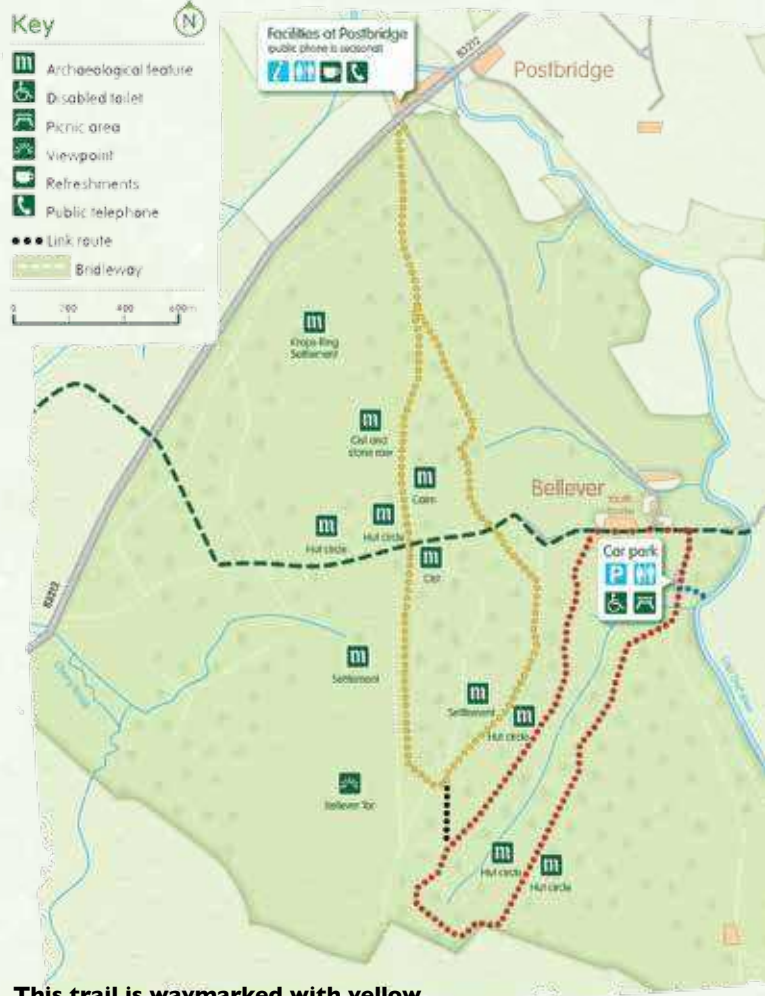 Key
N
Archaeological feature
Disabled toilet
Picnic area
Viewpoint
Refreshments
Public telephone
Link route
Bridleway
0 200 400 600m
Facilities at Postbridge
(public phone is seasonal)
i
B3212
Postbridge
Kraps Ring
Settlement
Cist and
stone row
Cairn
Hut circle
Hut circle
Cist
Bellever
Youth
Hostel
Car park
P
B3212
Settlement
Settlement
Hut circle
Bellever Tor
Hut circle
Hut circle
This trail is waymarked with yellow